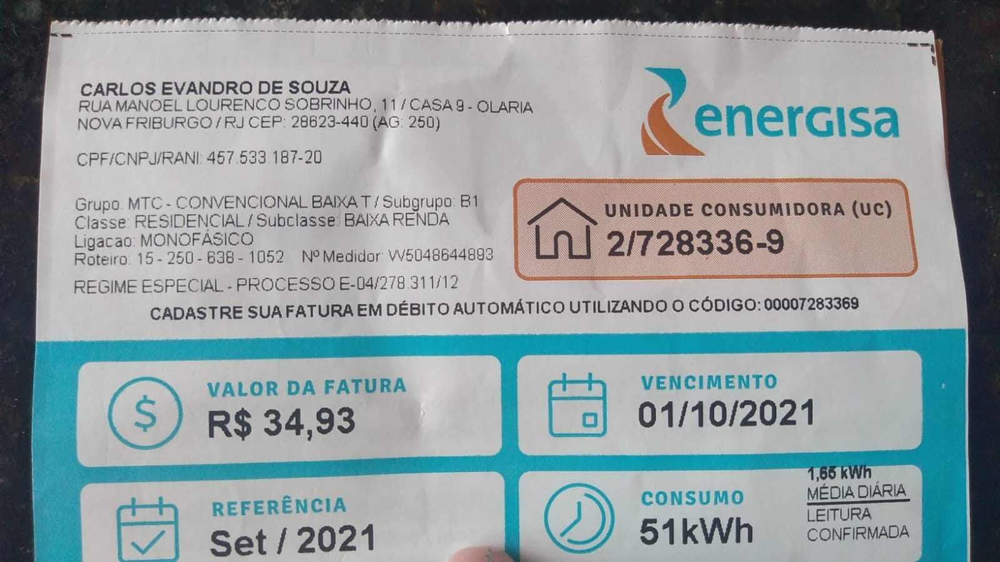 CARLOS EVANDRO DE SOUZA
RUA MANOEL LOURENCO SOBRINHO, 11 / CASA 9 - OLARIA
NOVA FRIBURGO / RJ CEP: 28623-440 (AG: 250)
CPF/CNPJ/RANI: 457.533.187-20
energisa
Grupo: MTC - CONVENCIONAL BAIXA T / Subgrupo: B1
Classe: RESIDENCIAL / Subclasse: BAIXA RENDA
Ligacao: MONOFÁSICO
Roteiro: 15 - 250 - 638 - 1052 Nº Medidor: W5048644893
REGIME ESPECIAL - PROCESSO E-04/278.311/12
UNIDADE CONSUMIDORA (UC)
2/728336-9
CADASTRE SUA FATURA EM DÉBITO AUTOMÁTICO UTILIZANDO O CÓDIGO: 00007283369
VALOR DA FATURA
R$ 34,93
VENCIMENTO
01/10/2021
REFERÊNCIA
Set / 2021
CONSUMO
51kWh
1,65 kWh
MÉDIA DIÁRIA
LEITURA
CONFIRMADA